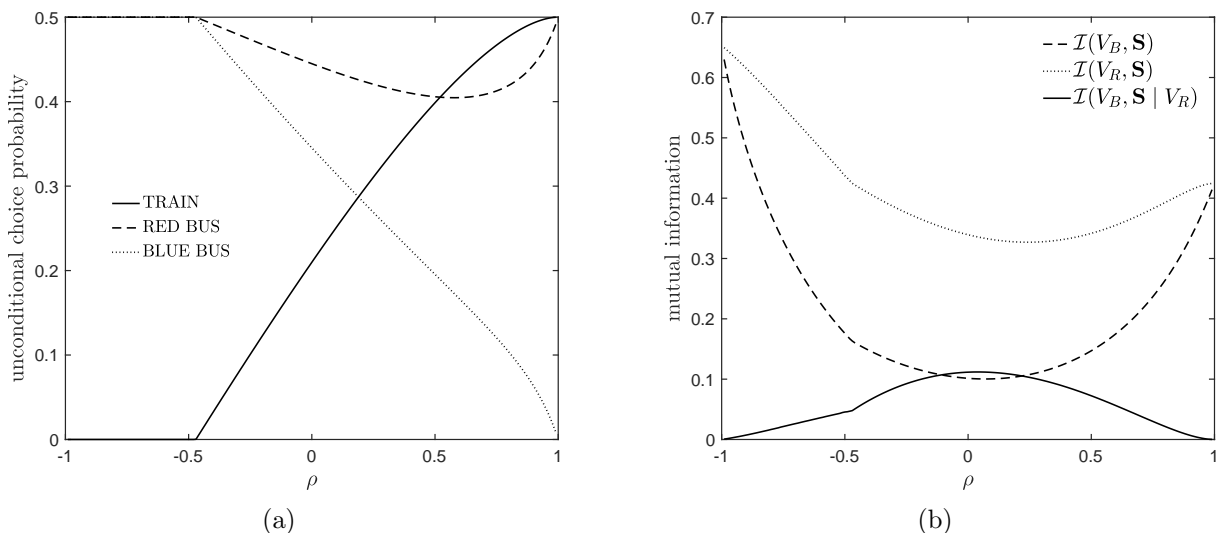 unconditional choice probability
0.5
0.4
0.3
0.2
0.1
0
TRAIN
RED BUS
BLUE BUS
-1
-0.5
0
0.5
1
ρ
(a)
mutual information
0.7
0.6
0.5
0.4
0.3
0.2
0.1
0
I(V_B, S)
I(V_R, S)
I(V_B, S | V_R)
-1
-0.5
0
0.5
1
ρ
(b)